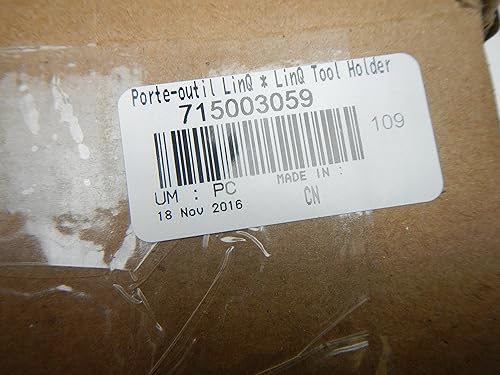 Porte-outil LinQ * LinQ Tool Holder
715003059
109
UM : PC
MADE IN :
CN
18 Nov 2016